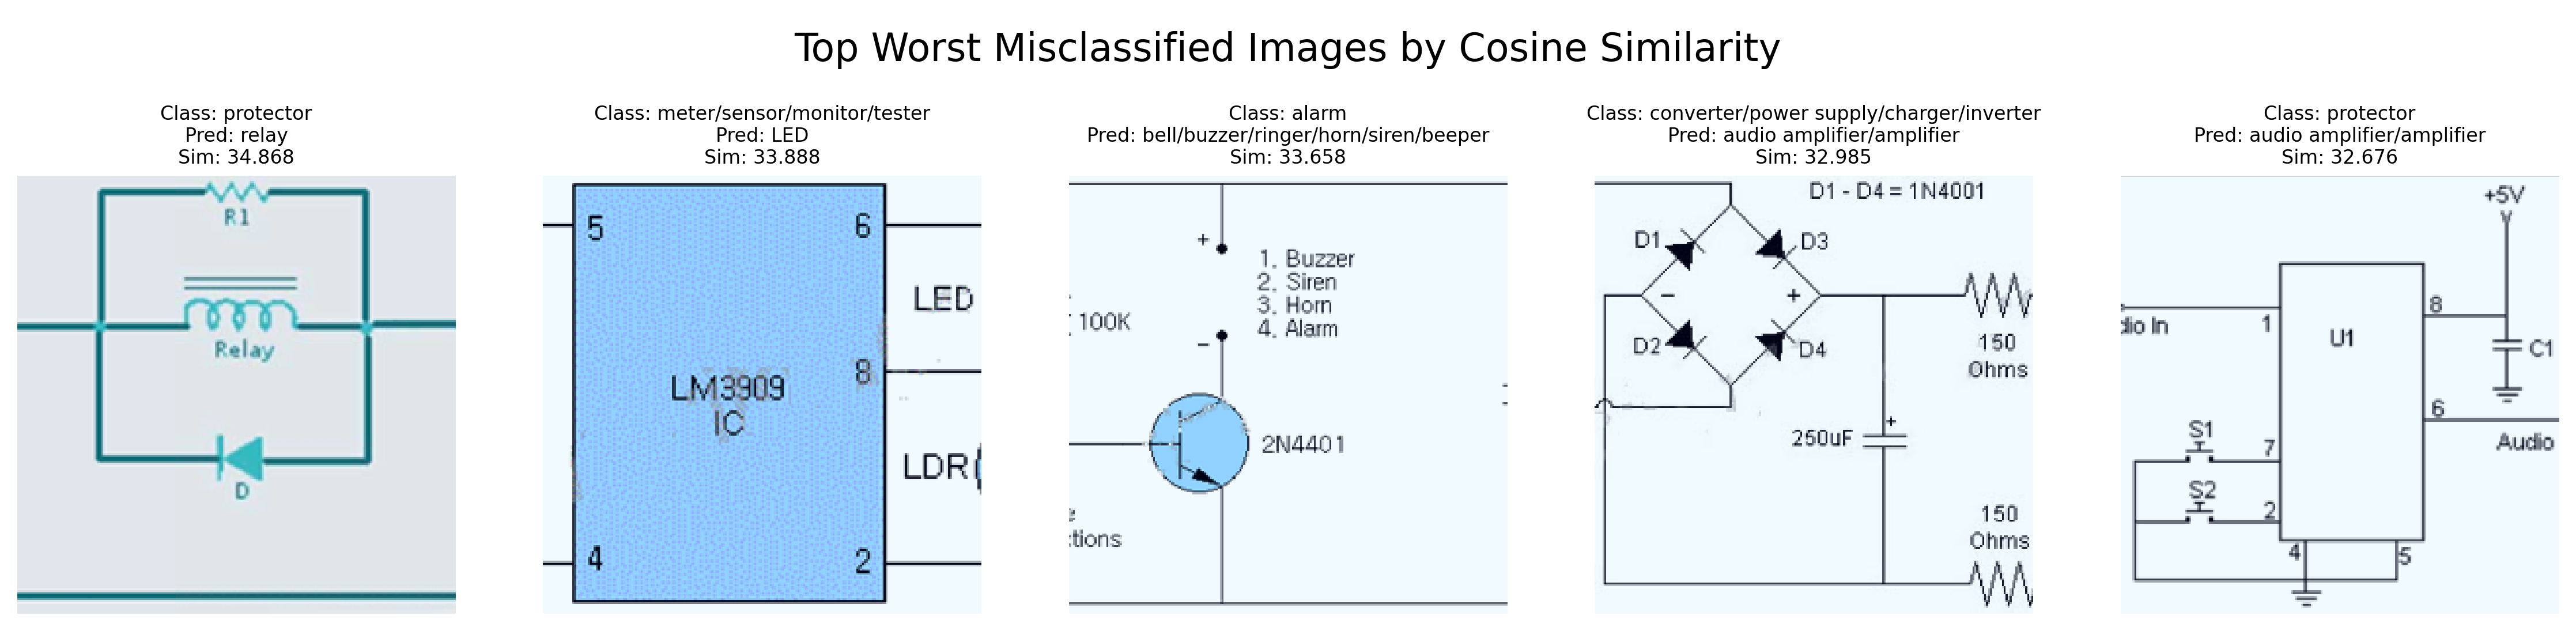 Top Worst Misclassified Images by Cosine Similarity
Class: protector
Pred: relay
Sim: 34.868
R1
Relay
D
Class: meter/sensor/monitor/tester
Pred: LED
Sim: 33.888
5
6
LED
8
LM3909
IC
LDR
4
2
Class: alarm
Pred: bell/buzzer/ringer/horn/siren/beeper
Sim: 33.658
+
1. Buzzer
2. Siren
3. Horn
4. Alarm
100K
−
2N4401
ctions
Class: converter/power supply/charger/inverter
Pred: audio amplifier/amplifier
Sim: 32.985
D1 - D4 = 1N4001
D1
D3
− +
D2
D4
150
Ohms
+
250uF
150
Ohms
Class: protector
Pred: audio amplifier/amplifier
Sim: 32.676
+5V
8
dio In
1
U1
C1
6
S1
7
Audio
S2
2
4
5